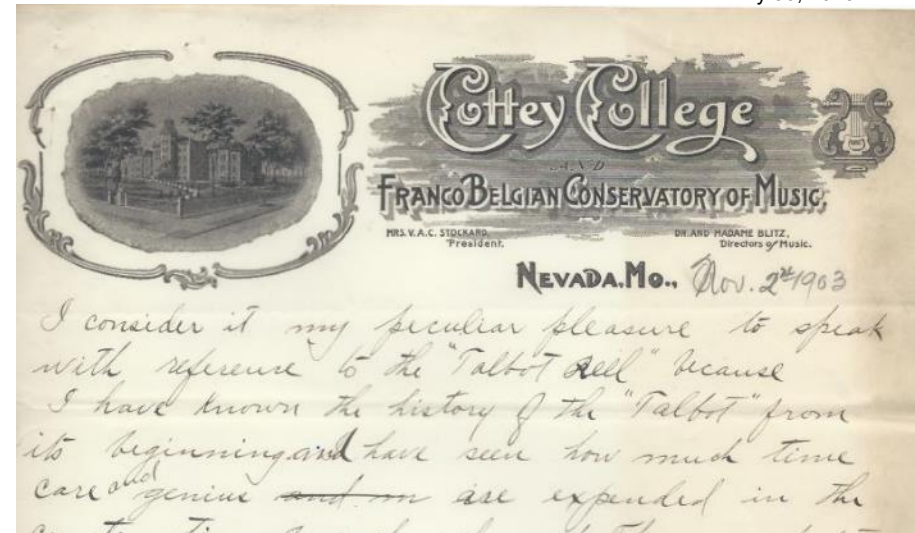 Cottey College
AND
FRANCO BELGIAN CONSERVATORY OF MUSIC,
MRS. V. A. C. STOCKARD,
President.
DR. AND MADAME BLITZ,
Directors of Music.
NEVADA, MO., Nov. 2nd 1903
I consider it my peculiar pleasure to speak
with reference to the "Talbot Reed" because
I have known the history of the "Talbot" from
its beginning and have seen how much time
care and genius and are expended in the